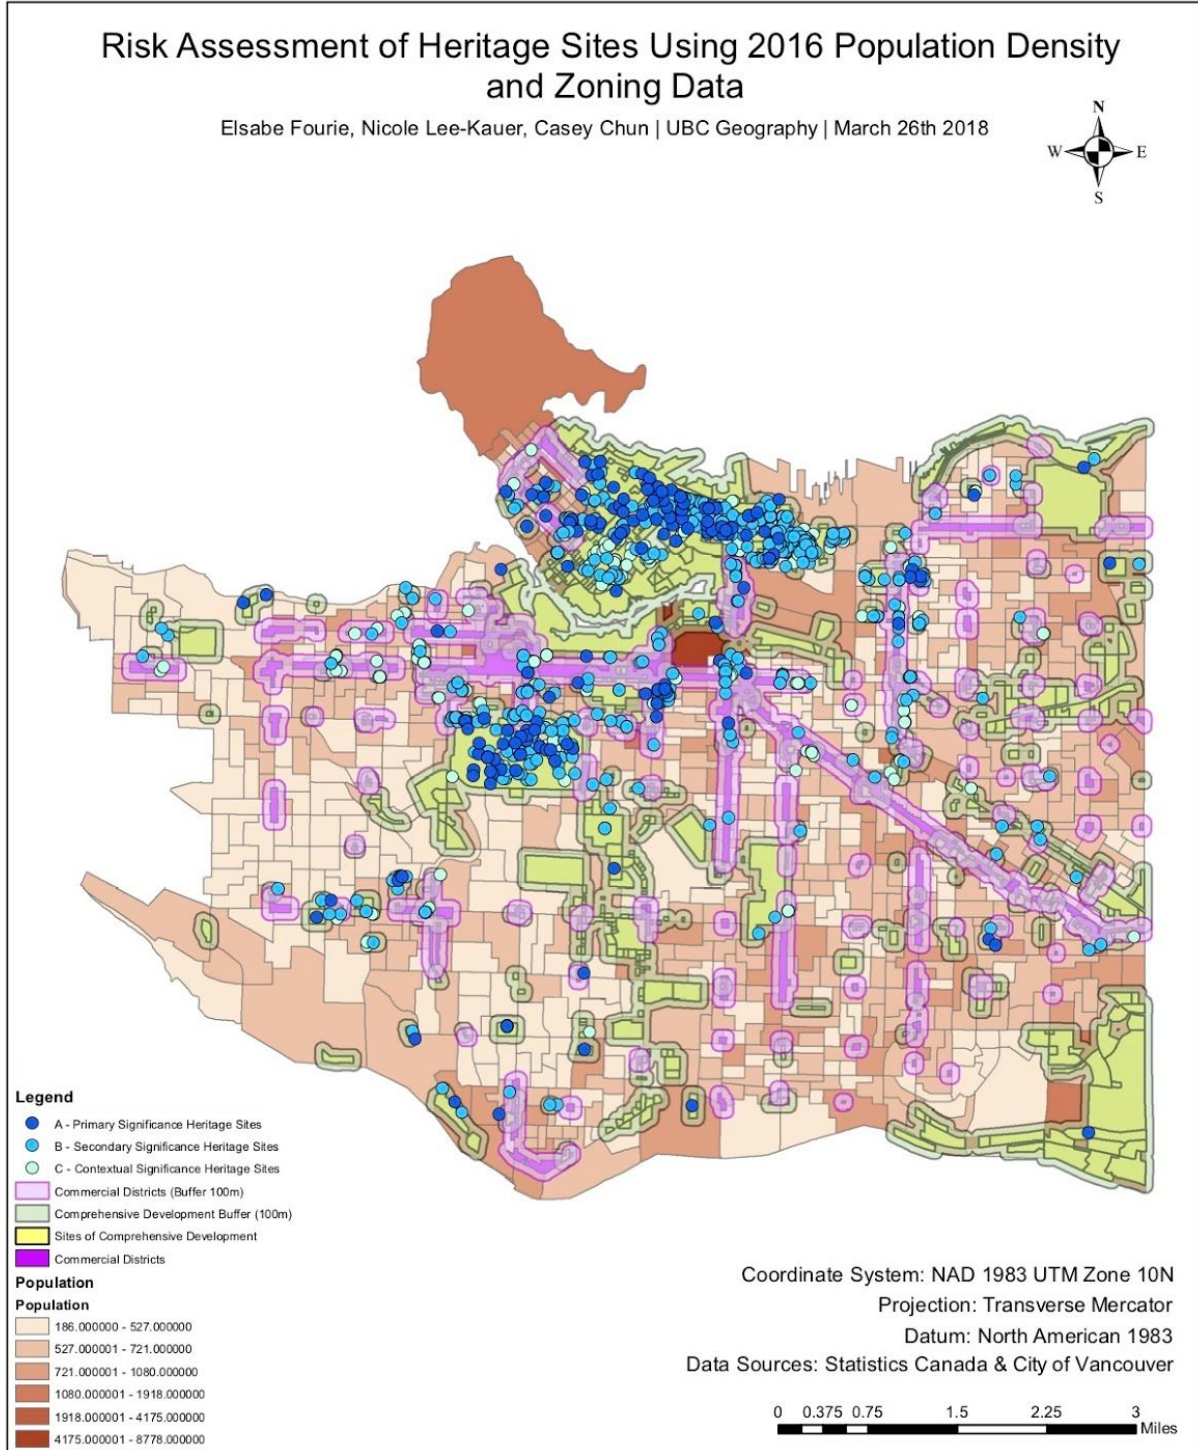 Risk Assessment of Heritage Sites Using 2016 Population Density
and Zoning Data
Elsabe Fourie, Nicole Lee-Kauer, Casey Chun | UBC Geography | March 26th 2018
N
W E
S
Legend
A - Primary Significance Heritage Sites
B - Secondary Significance Heritage Sites
C - Contextual Significance Heritage Sites
Commercial Districts (Buffer 100m)
Comprehensive Development Buffer (100m)
Sites of Comprehensive Development
Commercial Districts
Population
Population
186.000000 - 527.000000
527.000001 - 721.000000
721.000001 - 1080.000000
1080.000001 - 1918.000000
1918.000001 - 4175.000000
4175.000001 - 8778.000000
Coordinate System: NAD 1983 UTM Zone 10N
Projection: Transverse Mercator
Datum: North American 1983
Data Sources: Statistics Canada & City of Vancouver
0 0.375 0.75 1.5 2.25 3
Miles